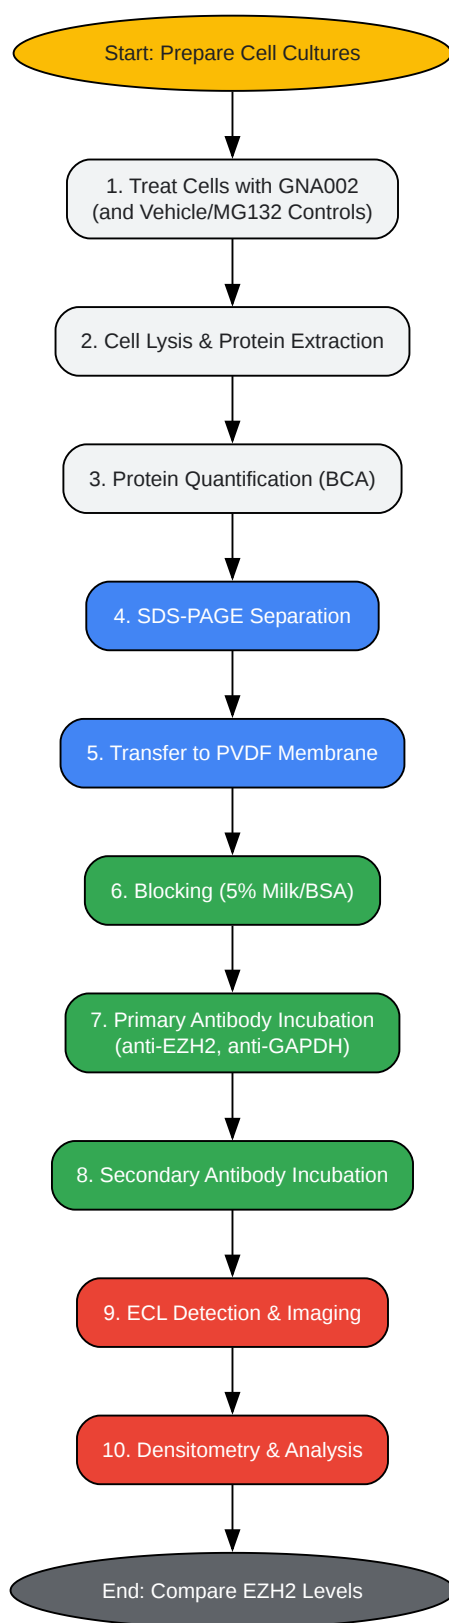 Start: Prepare Cell Cultures
1. Treat Cells with GNA002
(and Vehicle/MG132 Controls)
2. Cell Lysis & Protein Extraction
3. Protein Quantification (BCA)
4. SDS-PAGE Separation
5. Transfer to PVDF Membrane
6. Blocking (5% Milk/BSA)
7. Primary Antibody Incubation
(anti-EZH2, anti-GAPDH)
8. Secondary Antibody Incubation
9. ECL Detection & Imaging
10. Densitometry & Analysis
End: Compare EZH2 Levels